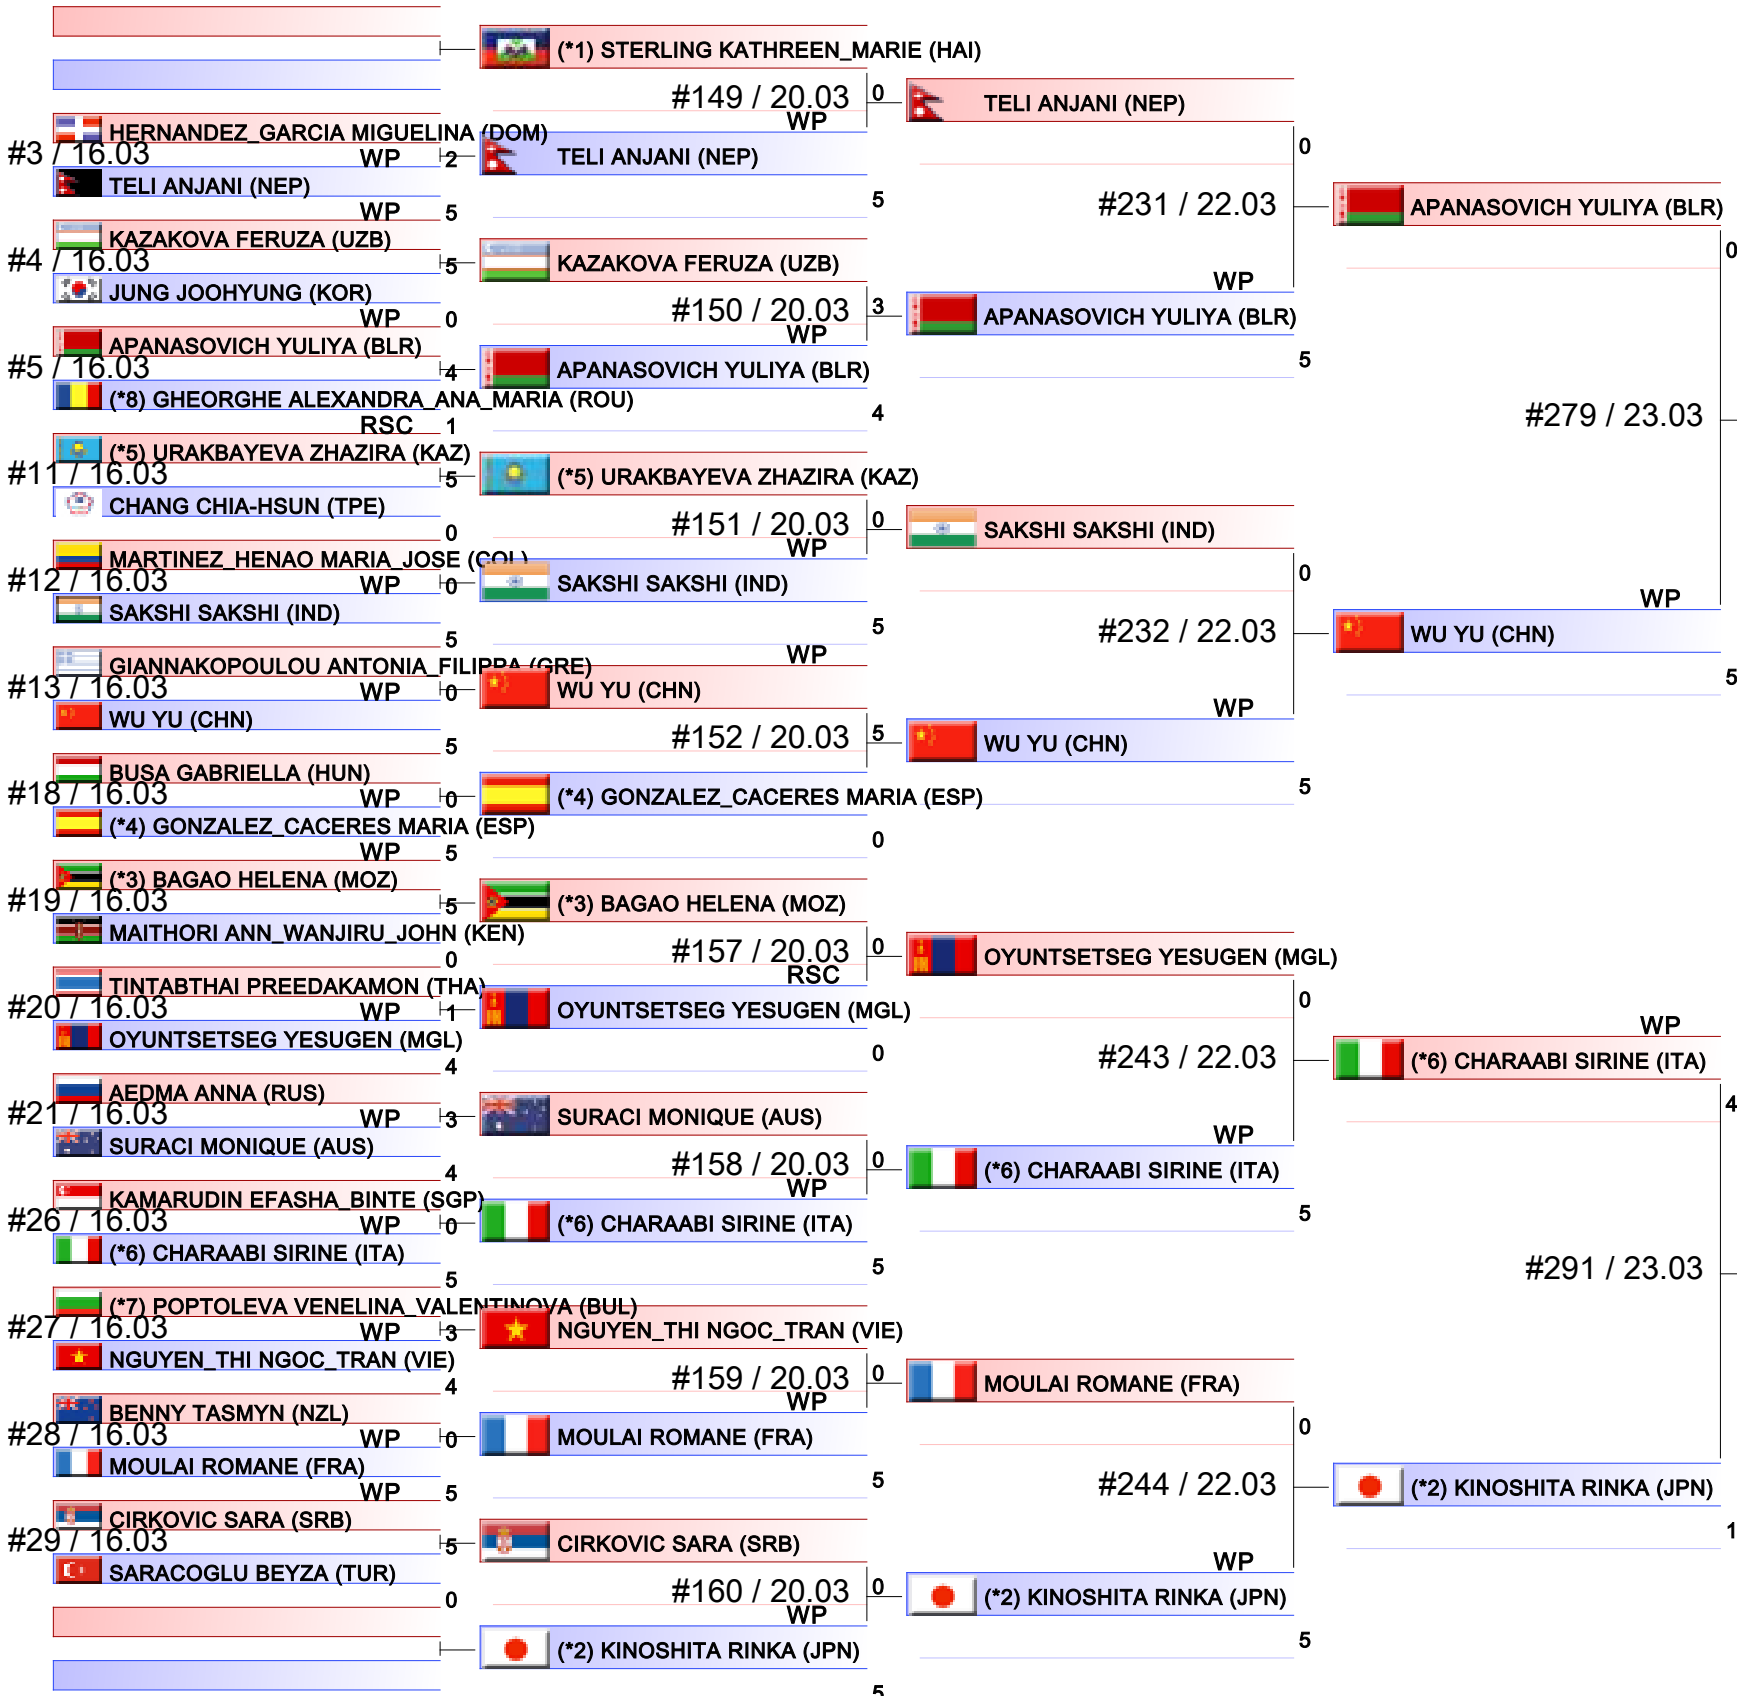 (*1) STERLING KATHREEN_MARIE (HAI)
#149 / 20.03
0
WP
TELI ANJANI (NEP)
HERNANDEZ_GARCIA MIGUELINA (DOM)
#3 / 16.03
WP
2
TELI ANJANI (NEP)
TELI ANJANI (NEP)
0
WP
5
5
#231 / 22.03
APANASOVICH YULIYA (BLR)
KAZAKOVA FERUZA (UZB)
#4 / 16.03
5
KAZAKOVA FERUZA (UZB)
0
JUNG JOOHYUNG (KOR)
WP
0
#150 / 20.03
3
WP
WP
APANASOVICH YULIYA (BLR)
APANASOVICH YULIYA (BLR)
#5 / 16.03
4
APANASOVICH YULIYA (BLR)
5
(*8) GHEORGHE ALEXANDRA_ANA_MARIA (ROU)
RSC
1
4
#279 / 23.03
(*5) URAKBAYEVA ZHAZIRA (KAZ)
#11 / 16.03
5
(*5) URAKBAYEVA ZHAZIRA (KAZ)
CHANG CHIA-HSUN (TPE)
0
#151 / 20.03
0
WP
SAKSHI SAKSHI (IND)
MARTINEZ_HENAO MARIA_JOSE (COL)
#12 / 16.03
WP
0
SAKSHI SAKSHI (IND)
0
SAKSHI SAKSHI (IND)
5
5
#232 / 22.03
WP
WU YU (CHN)
GIANNAKOPOULOU ANTONIA_FILIPPA (GRE)
#13 / 16.03
WP
0
WP
WU YU (CHN)
5
WU YU (CHN)
5
#152 / 20.03
5
WP
WU YU (CHN)
BUSA GABRIELLA (HUN)
#18 / 16.03
WP
0
(*4) GONZALEZ_CACERES MARIA (ESP)
5
(*4) GONZALEZ_CACERES MARIA (ESP)
WP
5
0
(*3) BAGAO HELENA (MOZ)
#19 / 16.03
5
(*3) BAGAO HELENA (MOZ)
MAITHORI ANN_WANJIRU_JOHN (KEN)
0
#157 / 20.03
0
RSC
OYUNTSETSEG YESUGEN (MGL)
TINTABTHAI PREEDAKAMON (THA)
#20 / 16.03
WP
1
OYUNTSETSEG YESUGEN (MGL)
0
OYUNTSETSEG YESUGEN (MGL)
4
0
#243 / 22.03
WP
(*6) CHARAABI SIRINE (ITA)
AEDMA ANNA (RUS)
#21 / 16.03
WP
3
SURACI MONIQUE (AUS)
4
SURACI MONIQUE (AUS)
4
#158 / 20.03
0
WP
WP
(*6) CHARAABI SIRINE (ITA)
KAMARUDIN EFASHA_BINTE (SGP)
#26 / 16.03
WP
0
(*6) CHARAABI SIRINE (ITA)
5
(*6) CHARAABI SIRINE (ITA)
5
5
#291 / 23.03
(*7) POPTOLEVA VENELINA_VALENTINOVA (BUL)
#27 / 16.03
WP
3
NGUYEN_THI NGOC_TRAN (VIE)
NGUYEN_THI NGOC_TRAN (VIE)
4
#159 / 20.03
0
WP
MOULAI ROMANE (FRA)
BENNY TASMYN (NZL)
#28 / 16.03
WP
0
MOULAI ROMANE (FRA)
0
MOULAI ROMANE (FRA)
WP
5
5
#244 / 22.03
(*2) KINOSHITA RINKA (JPN)
CIRKOVIC SARA (SRB)
#29 / 16.03
5
CIRKOVIC SARA (SRB)
1
SARACOGLU BEYZA (TUR)
0
#160 / 20.03
0
WP
WP
(*2) KINOSHITA RINKA (JPN)
(*2) KINOSHITA RINKA (JPN)
5
5